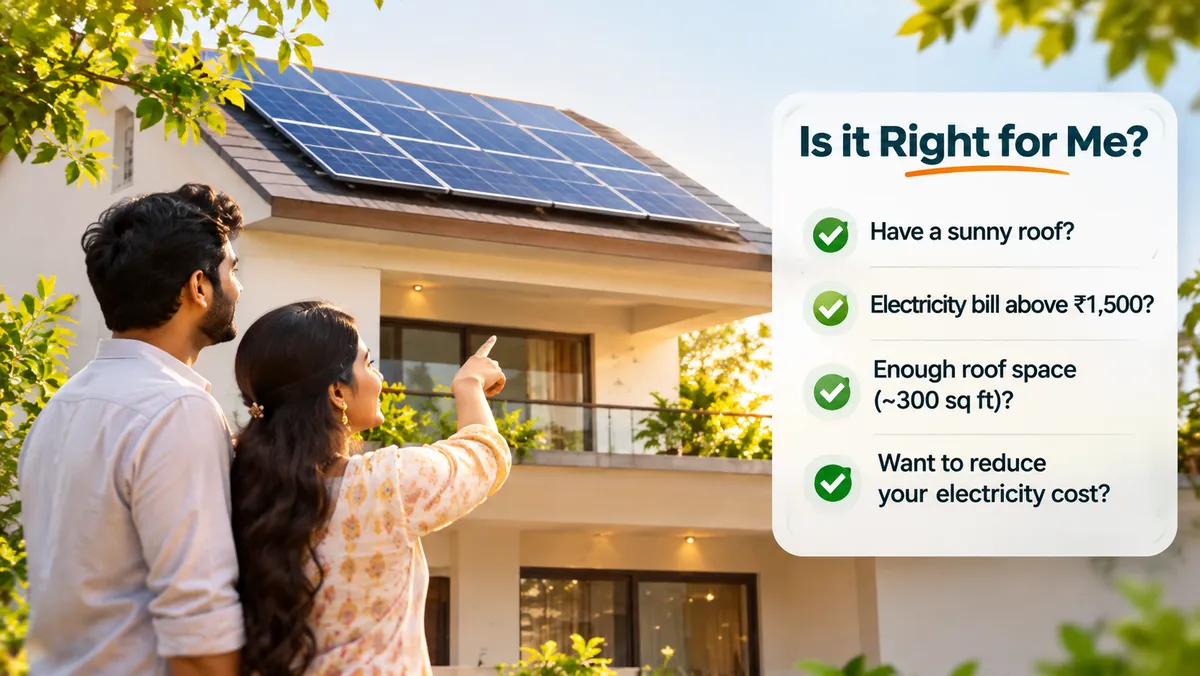 Is it Right for Me?
Have a sunny roof?
Electricity bill above ₹1,500?
Enough roof space
(~300 sq ft)?
Want to reduce
your electricity cost?